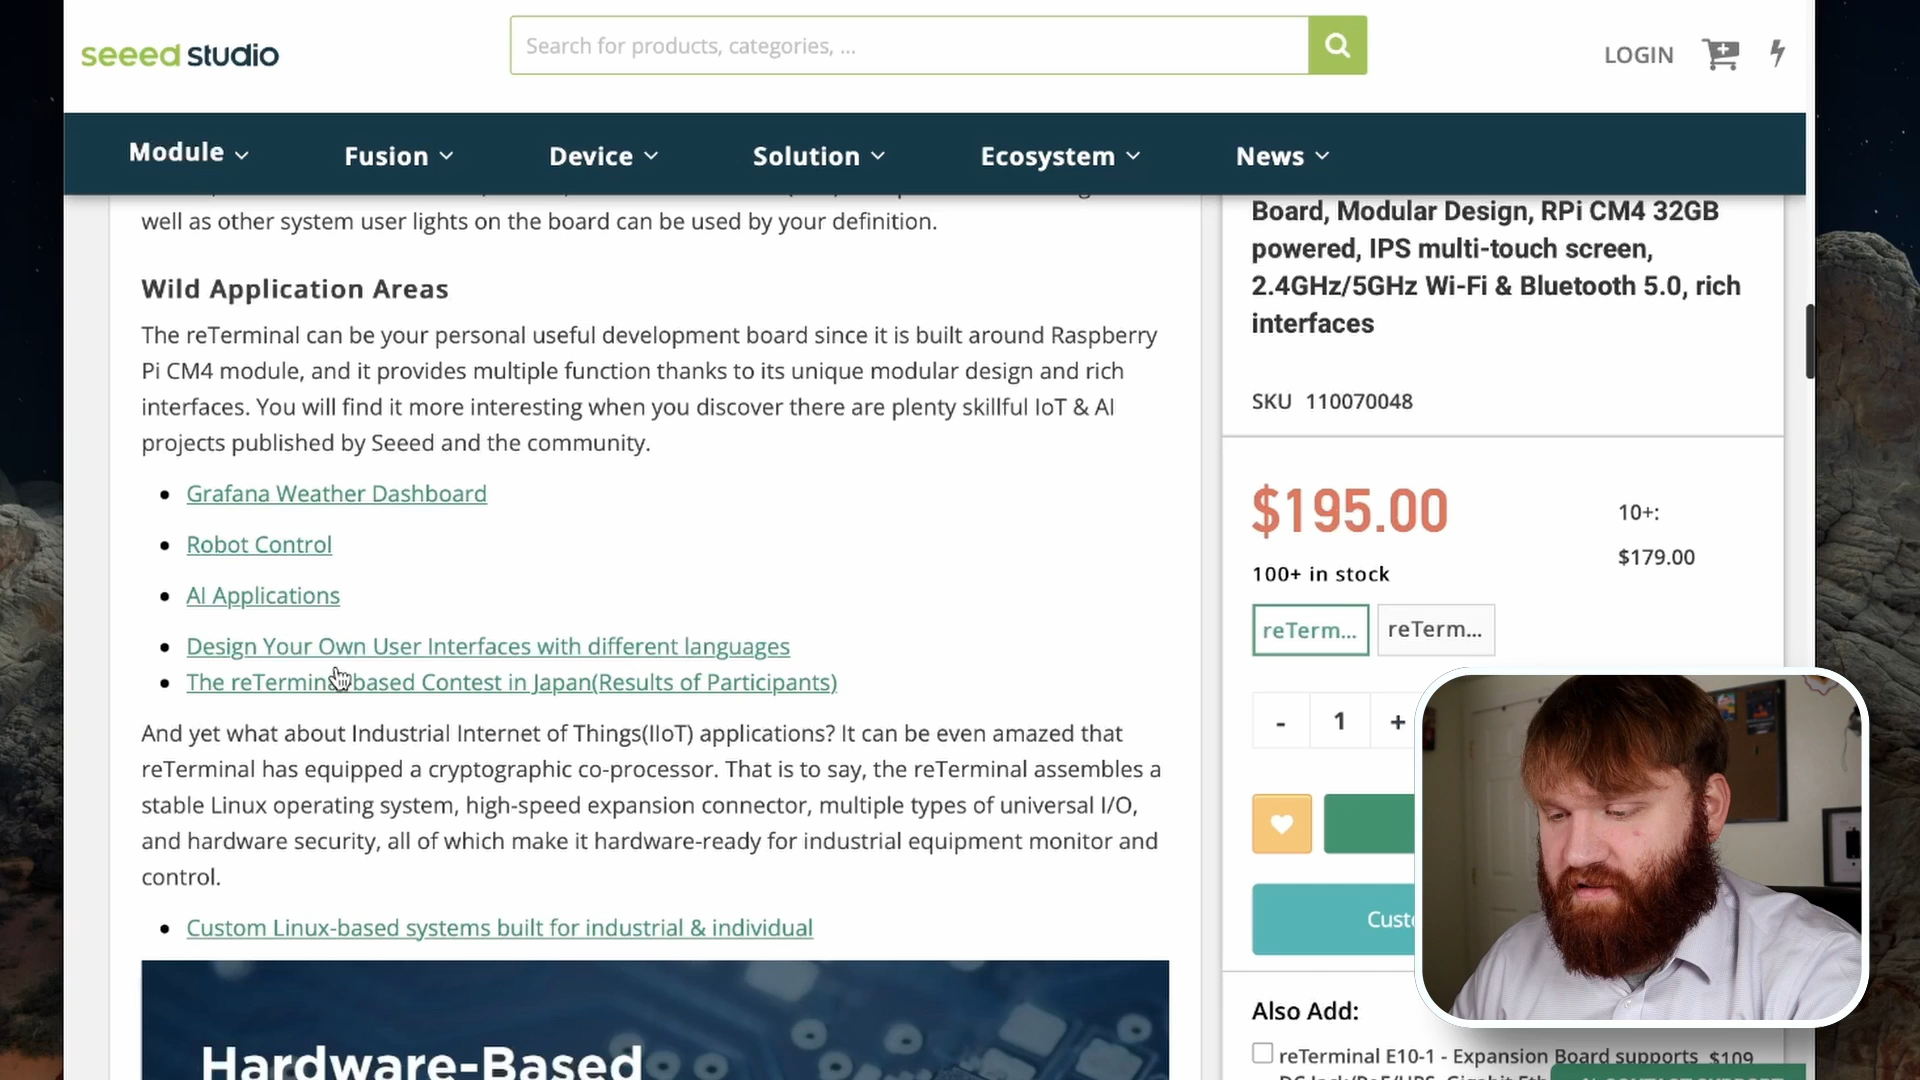 seeed studio
Search for products, categories, ...
LOGIN
Module
Fusion
Device
Solution
Ecosystem
News
well as other system user lights on the board can be used by your definition.
Wild Application Areas
The reTerminal can be your personal useful development board since it is built around Raspberry
Pi CM4 module, and it provides multiple function thanks to its unique modular design and rich
interfaces. You will find it more interesting when you discover there are plenty skillful IoT & AI
projects published by Seeed and the community.
Grafana Weather Dashboard
Robot Control
AI Applications
Design Your Own User Interfaces with different languages
The reTermin based Contest in Japan(Results of Participants)
And yet what about Industrial Internet of Things(IIoT) applications? It can be even amazed that
reTerminal has equipped a cryptographic co-processor. That is to say, the reTerminal assembles a
stable Linux operating system, high-speed expansion connector, multiple types of universal I/O,
and hardware security, all of which make it hardware-ready for industrial equipment monitor and
control.
Custom Linux-based systems built for industrial & individual
Hardware-Based
Board, Modular Design, RPi CM4 32GB
powered, IPS multi-touch screen,
2.4GHz/5GHz Wi-Fi & Bluetooth 5.0, rich
interfaces
SKU 110070048
$195.00
10+:
$179.00
100+ in stock
reTerm...
reTerm...
- 1 +
Custo
Also Add:
reTerminal E10-1 - Expansion Board supports $109